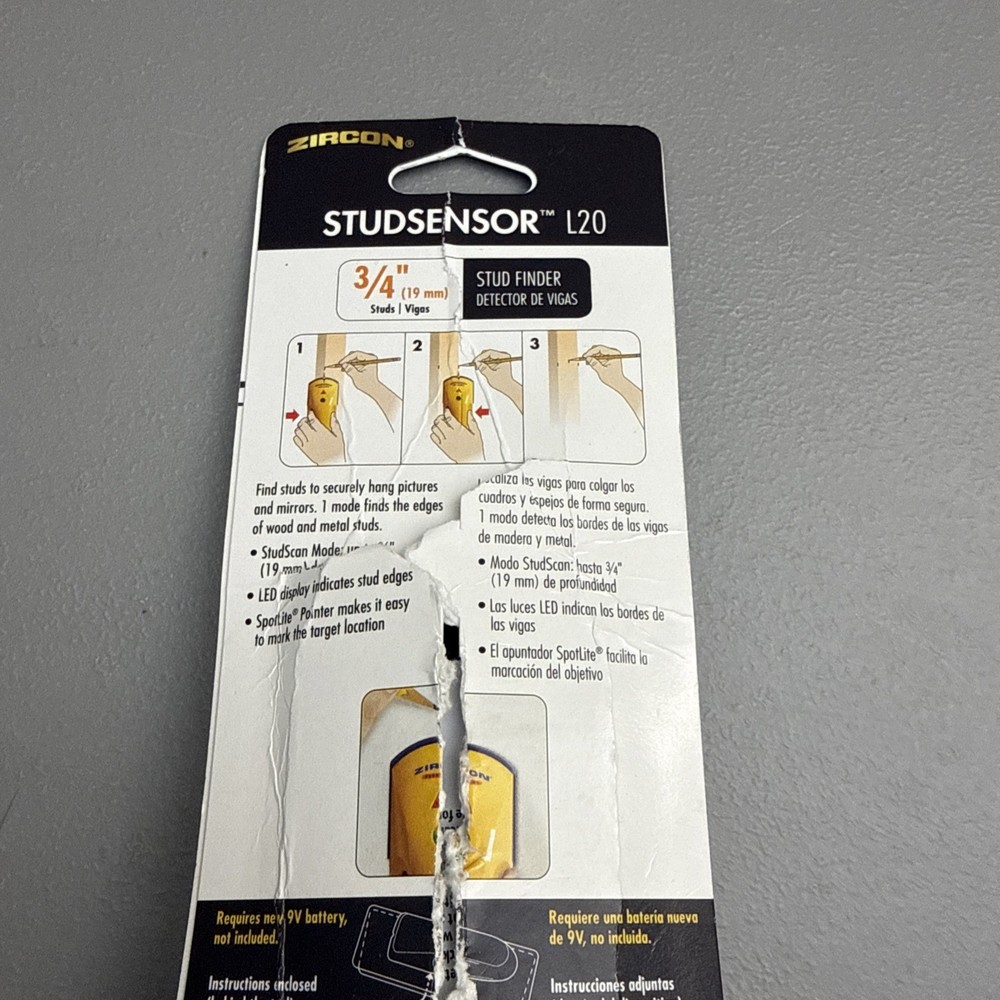 ZIRCON®
STUDSENSOR™ L20
3/4"
(19 mm)
Studs | Vigas
STUD FINDER
DETECTOR DE VIGAS
1
2
3
Find studs to securely hang pictures
and mirrors. 1 mode finds the edges
of wood and metal studs.
• StudScan Mode:
(19 mm
• LED display indicates stud edges
• SpotLite® Pointer makes it easy
to mark the target location
las vigas para colgar los
cuadros y espejos de forma segura.
1 modo detecta los bordes de las vigas
de madera y metal.
• Modo StudScan: hasta 3/4"
(19 mm) de profundidad
• Las luces LED indican los bordes de
las vigas
• El apuntador SpotLite® facilita la
marcación del objetivo
Requires new 9V battery,
not included.
Instructions enclosed
Requiere una batería nueva
de 9V, no incluida.
Instrucciones adjuntas